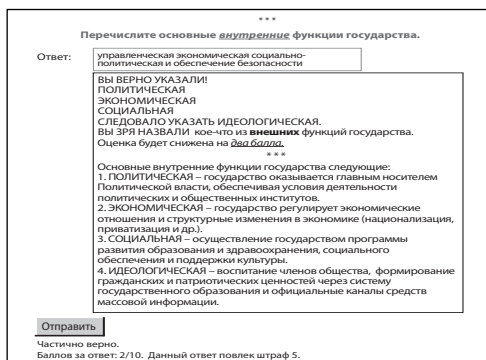 * * *
Перечислите основные внутренние функции государства.
Ответ:
управленческая экономическая социально-
политическая и обеспечение безопасности
ВЫ ВЕРНО УКАЗАЛИ!
ПОЛИТИЧЕСКАЯ
ЭКОНОМИЧЕСКАЯ
СОЦИАЛЬНАЯ
СЛЕДОВАЛО УКАЗАТЬ ИДЕОЛОГИЧЕСКАЯ.
ВЫ ЗРЯ НАЗВАЛИ кое-что из внешних функций государства.
Оценка будет снижена на два балла.
* * *
Основные внутренние функции государства следующие:
1. ПОЛИТИЧЕСКАЯ – государство оказывается главным носителем
Политической власти, обеспечивая условия деятельности
политических и общественных институтов.
2. ЭКОНОМИЧЕСКАЯ – государство регулирует экономические
отношения и структурные изменения в экономике (национализация,
приватизация и др.).
3. СОЦИАЛЬНАЯ – осуществление государством программы
развития образования и здравоохранения, социального
обеспечения и поддержки культуры.
4. ИДЕОЛОГИЧЕСКАЯ – воспитание членов общества, формирование
гражданских и патриотических ценностей через систему
государственного образования и официальные каналы средств
массовой информации.
Отправить
Частично верно.
Баллов за ответ: 2/10. Данный ответ повлек штраф 5.